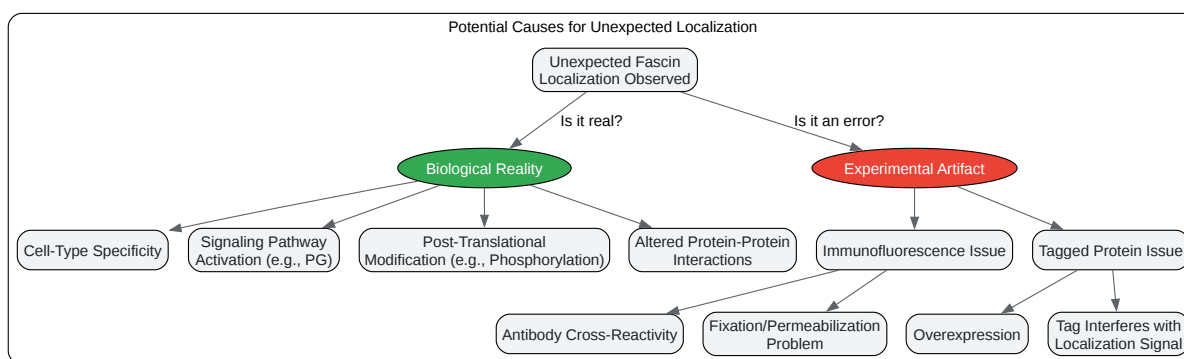 Potential Causes for Unexpected Localization
Unexpected Fascin
Localization Observed
Is it real?
Is it an error?
Biological Reality
Experimental Artifact
Cell-Type Specificity
Signaling Pathway
Activation (e.g., PG)
Post-Translational
Modification (e.g., Phosphorylation)
Altered Protein-Protein
Interactions
Immunofluorescence Issue
Tagged Protein Issue
Antibody Cross-Reactivity
Fixation/Permeabilization
Problem
Overexpression
Tag Interferes with
Localization Signal